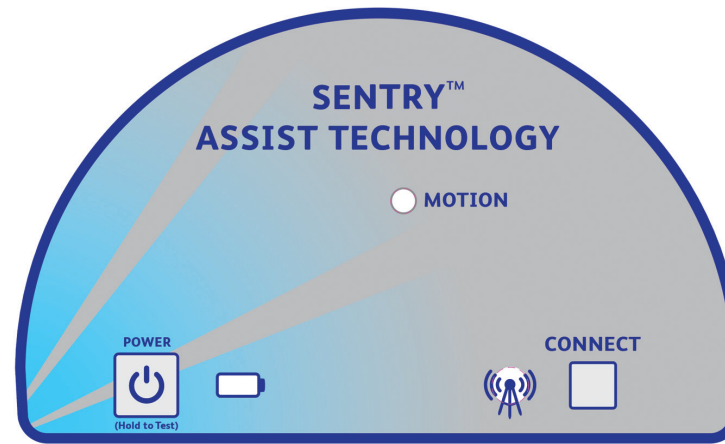 SENTRY™
ASSIST TECHNOLOGY
MOTION
POWER
CONNECT
(Hold to Test)